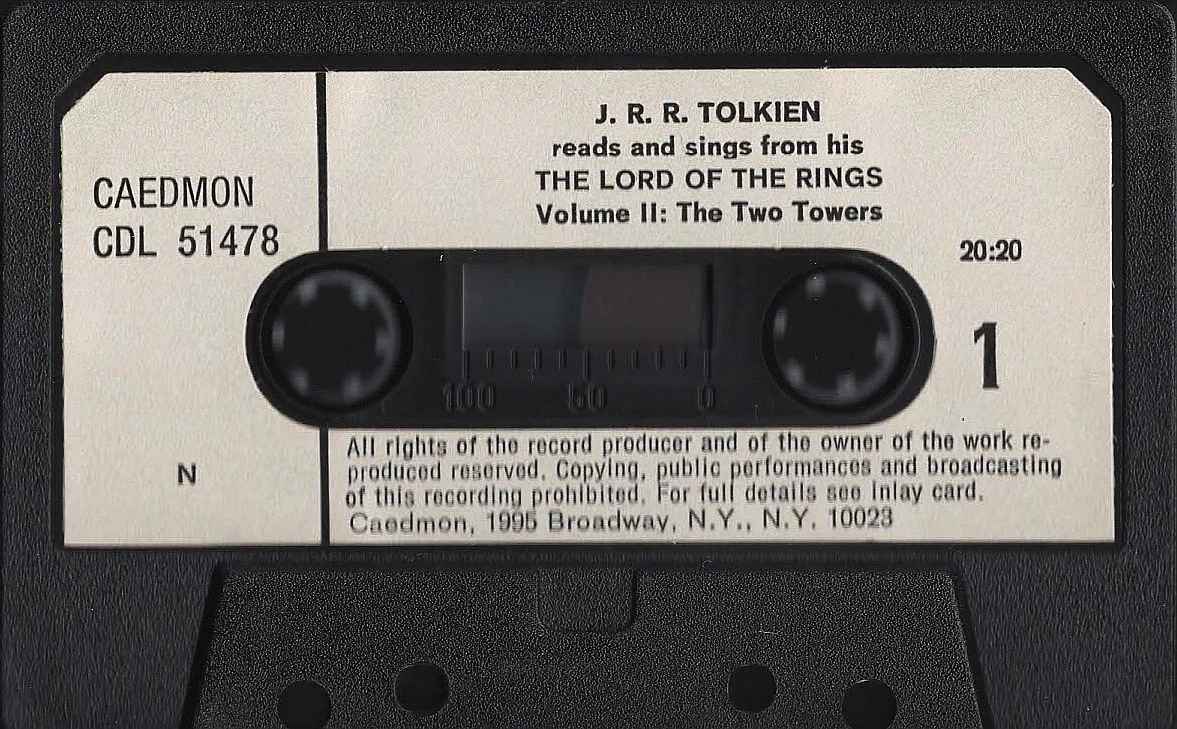 J. R. R. TOLKIEN
reads and sings from his
THE LORD OF THE RINGS
Volume II: The Two Towers
CAEDMON
CDL 51478
20:20
1
100 50 0
N
All rights of the record producer and of the owner of the work re-
produced reserved. Copying, public performances and broadcasting
of this recording prohibited. For full details see inlay card.
Caedmon, 1995 Broadway, N.Y., N.Y. 10023